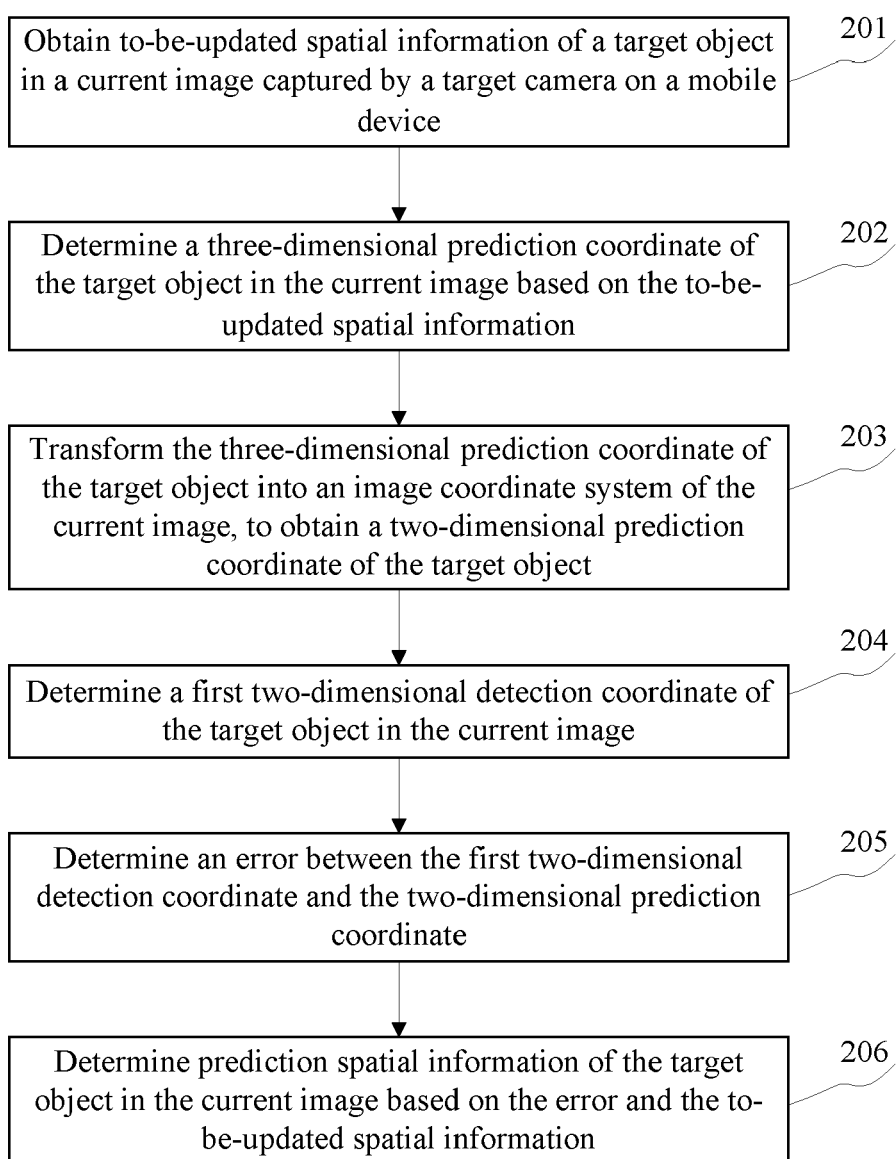 201
Obtain to-be-updated spatial information of a target object
in a current image captured by a target camera on a mobile
device
202
Determine a three-dimensional prediction coordinate of
the target object in the current image based on the to-be-
updated spatial information
203
Transform the three-dimensional prediction coordinate of
the target object into an image coordinate system of the
current image, to obtain a two-dimensional prediction
coordinate of the target object
204
Determine a first two-dimensional detection coordinate of
the target object in the current image
205
Determine an error between the first two-dimensional
detection coordinate and the two-dimensional prediction
coordinate
206
Determine prediction spatial information of the target
object in the current image based on the error and the to-
be-updated spatial information